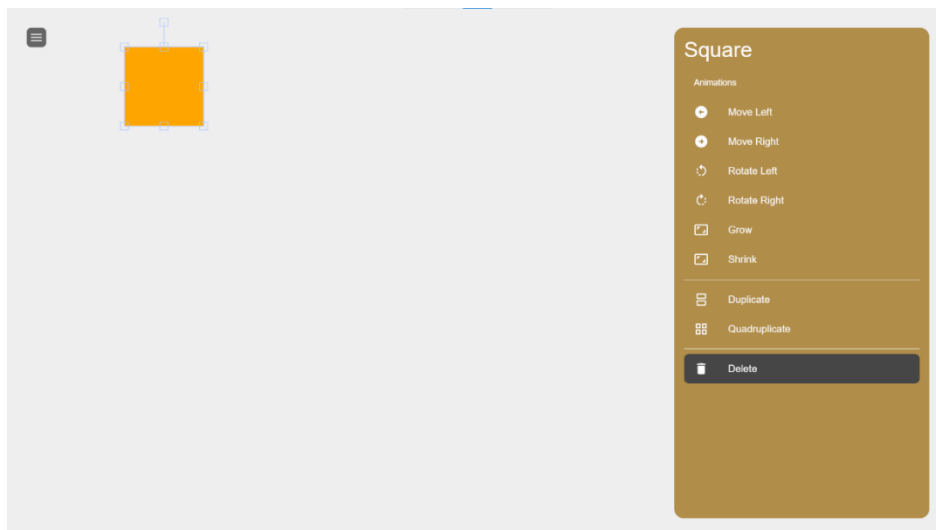 Square
Animations
Move Left
Move Right
Rotate Left
Rotate Right
Grow
Shrink
Duplicate
Quadruplicate
Delete